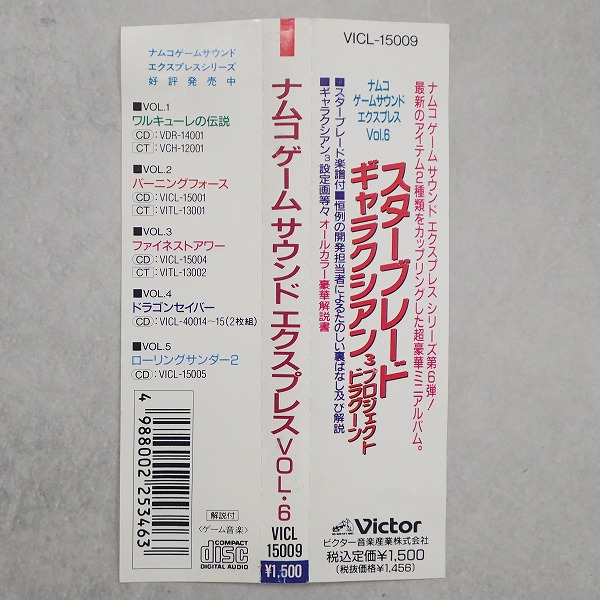 ナムコゲームサウンド
エクスプレスシリーズ
好評発売中
■VOL.1
ワルキューレの伝説
CD:VDR-14001
CT:VCH-12001
■VOL.2
バーニングフォース
CD:VICL-15001
CT:VITL-13001
■VOL.3
ファイネストアワー
CD:VICL-15004
CT:VITL-13002
■VOL.4
ドラゴンセイバー
CD:VICL-40014~15(2枚組)
■VOL.5
ローリングサンダー2
CD:VICL-15005
4 988002 253463
解説付
〈ゲーム音楽〉
COMPACT
disc
DIGITAL AUDIO
ナムコ ゲーム サウンド エクスプレス VOL.6
VICL
15009
¥1,500
VICL-15009
ナムコ ゲーム サウンド エクスプレス シリーズ第6弾!
最新のアイテム2種類をカップリングした超豪華ミニアルバム。
ナムコ
ゲームサウンド
エクスプレス
Vol.6
スターブレード
ギャラクシアン3プロジェクト
ドラグーン
■スターブレード楽譜付■恒例の開発担当者によるたのしい裏ばなし及び解説
■ギャラクシアン3設定画等々 オールカラー豪華解説書
Victor
ビクター音楽産業株式会社
税込定価¥1,500
(税抜価格¥1,456)